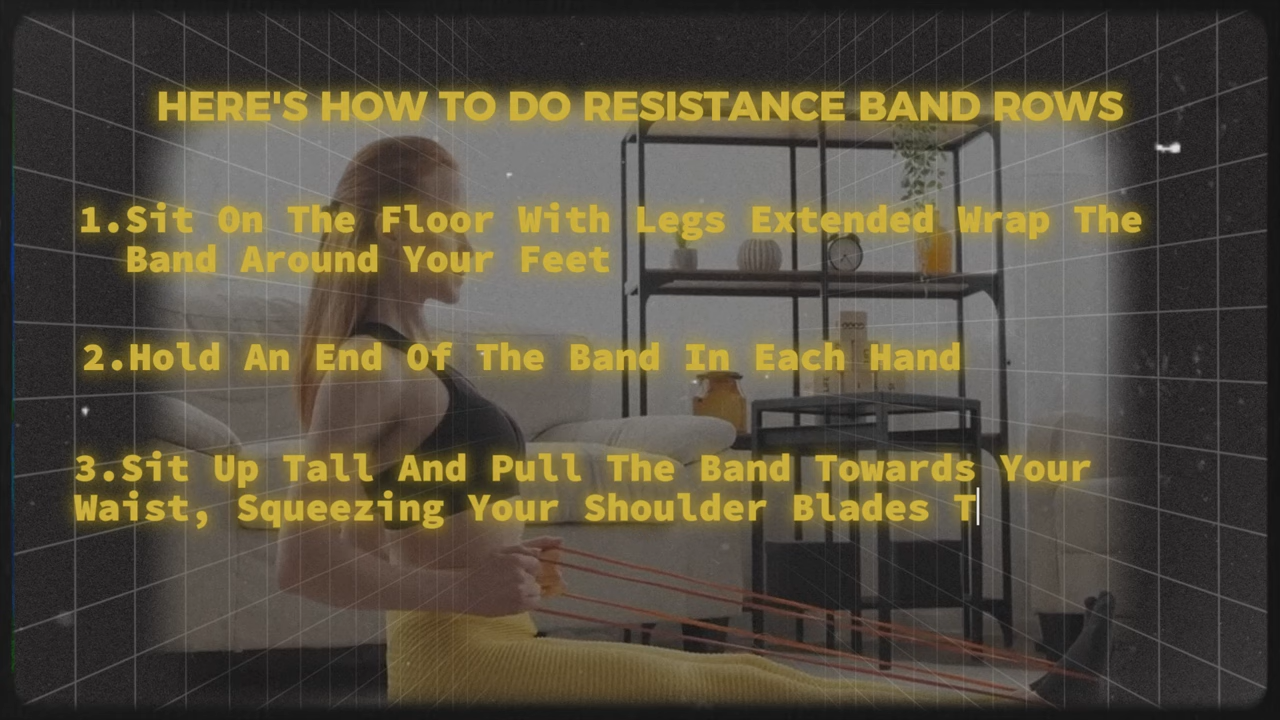 HERE'S HOW TO DO RESISTANCE BAND ROWS
1.Sit On The Floor With Legs Extended Wrap The
Band Around Your Feet
2.Hold An End Of The Band In Each Hand
3.Sit Up Tall And Pull The Band Towards Your
Waist, Squeezing Your Shoulder Blades T